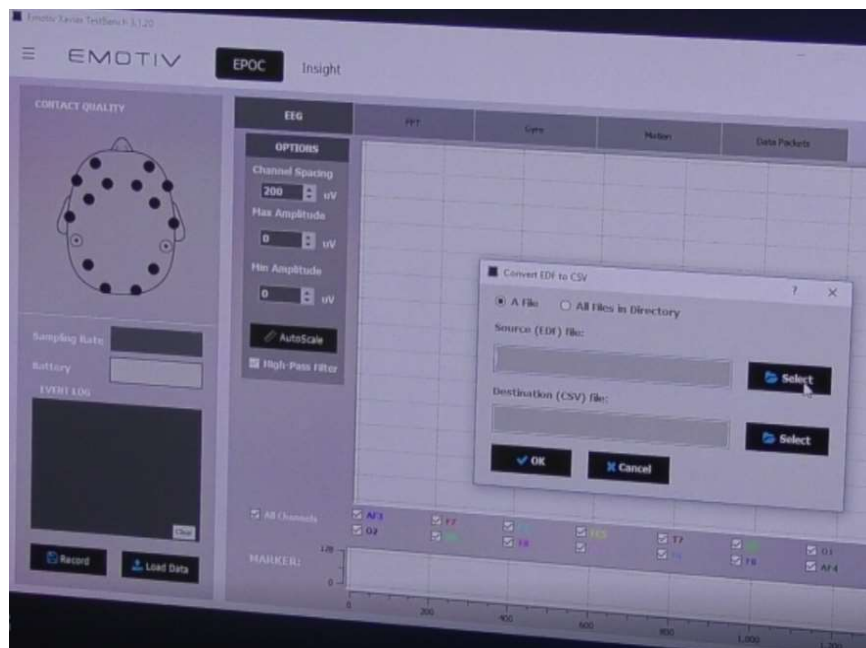 Emotiv Xavier TestBench 3.1.20
EMOTIV
EPOC
Insight
CONTACT QUALITY
EEG
FFT
Gyro
Motion
Data Packets
OPTIONS
Channel Spacing
200 uV
Max Amplitude
0 uV
Min Amplitude
0 uV
AutoScale
High-Pass Filter
Sampling Rate
Battery
EVENT LOG
Clear
Record
Load Data
Convert EDF to CSV
? ×
A File
All Files in Directory
Source (EDF) file:
Select
Destination (CSV) file:
Select
OK
Cancel
All Channels
AF3 F7 FC5 T7 O1
O2 F8 AF4
MARKER:
128
0
0 200 400 600 800 1,000 1,200